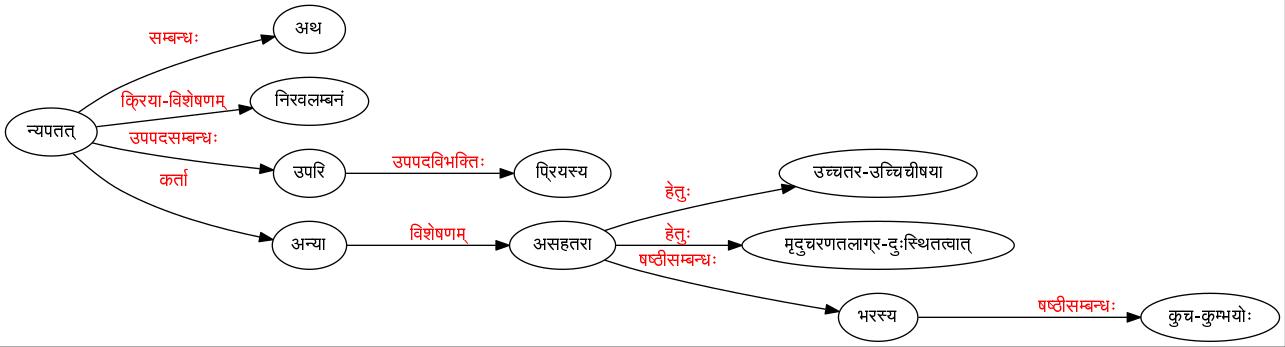 अथ
सम्बन्धः
क्रिया-विशेषणम्
निरवलम्बनं
न्यपतत्
उपपदसम्बन्धः
उपरि
उपपदविभक्तिः
प्रियस्य
हेतुः
उच्चतर-उच्चिचीषया
कर्ता
अन्या
विशेषणम्
असहतरा
हेतुः
मृदुचरणतलाग्र-दुःस्थितत्वात्
षष्ठीसम्बन्धः
भरस्य
षष्ठीसम्बन्धः
कुच-कुम्भयोः